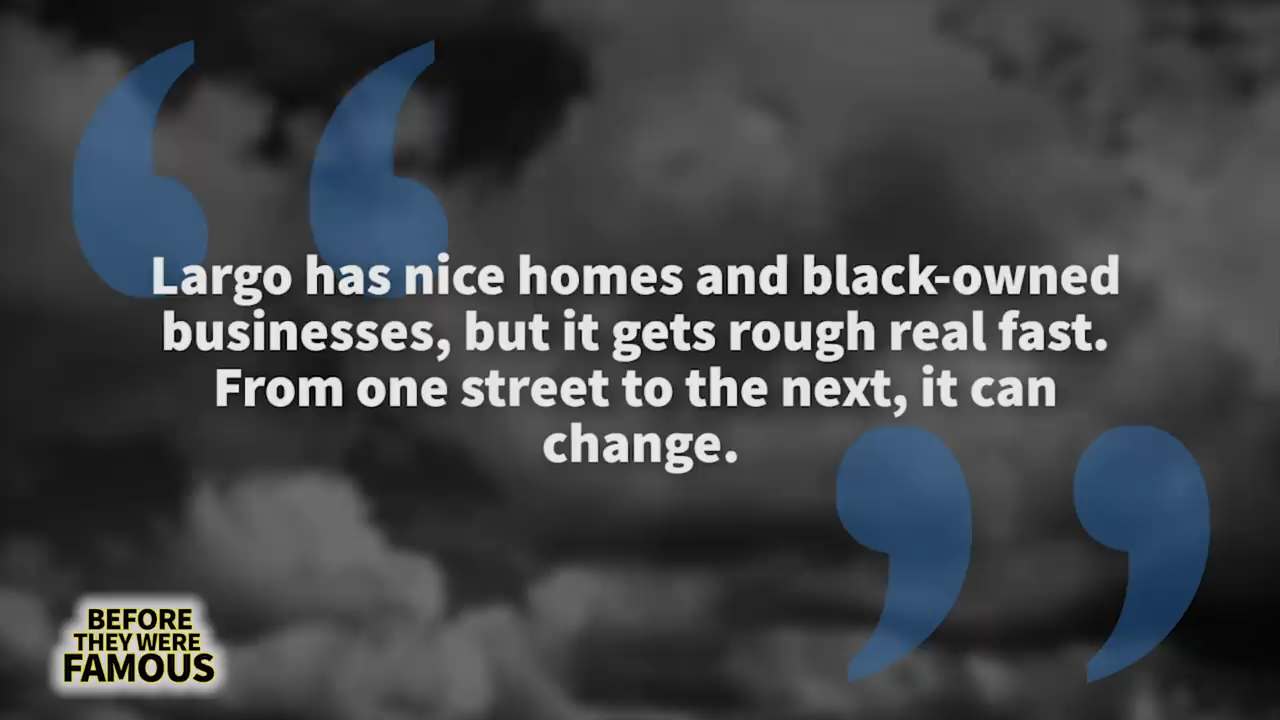 Largo has nice homes and black-owned
businesses, but it gets rough real fast.
From one street to the next, it can
change.
BEFORE
THEY WERE
FAMOUS